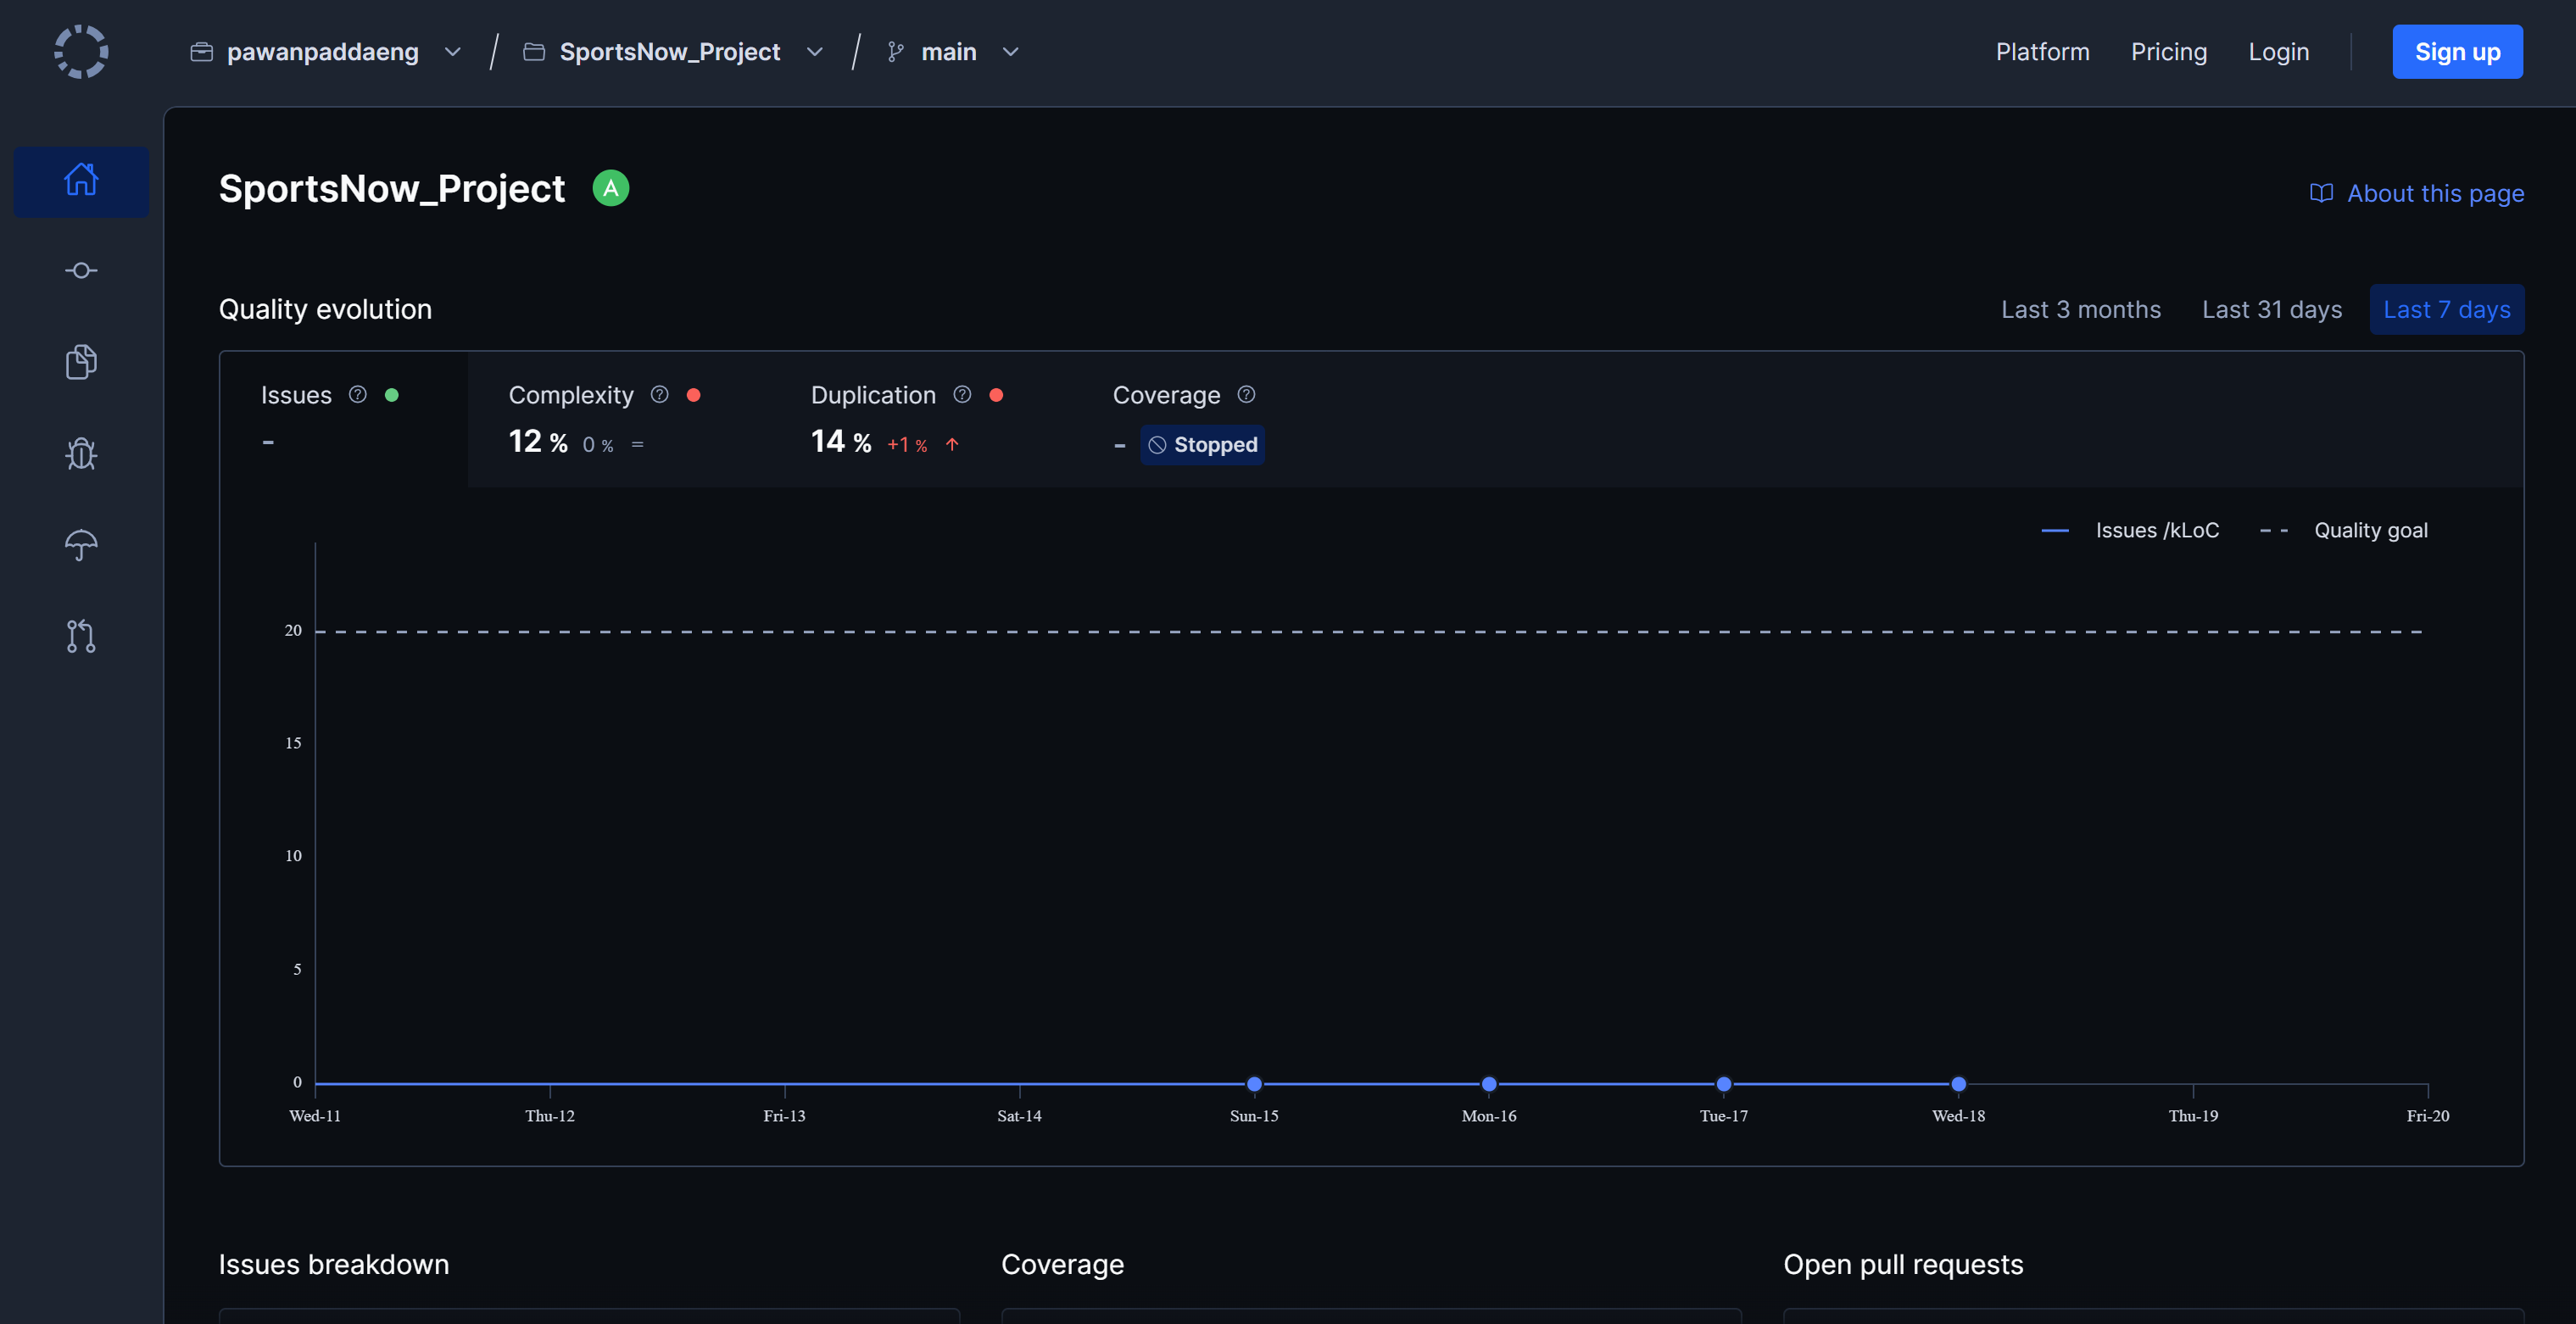 pawanpaddaeng / SportsNow_Project / main
Platform Pricing Login Sign up
SportsNow_Project A
About this page
Quality evolution
Last 3 months Last 31 days Last 7 days
Issues
-
Complexity
12 % 0 % =
Duplication
14 % +1 % ↑
Coverage
- Stopped
Issues /kLoC Quality goal
20
15
10
5
0
Wed-11 Thu-12 Fri-13 Sat-14 Sun-15 Mon-16 Tue-17 Wed-18 Thu-19 Fri-20
Issues breakdown
Coverage
Open pull requests